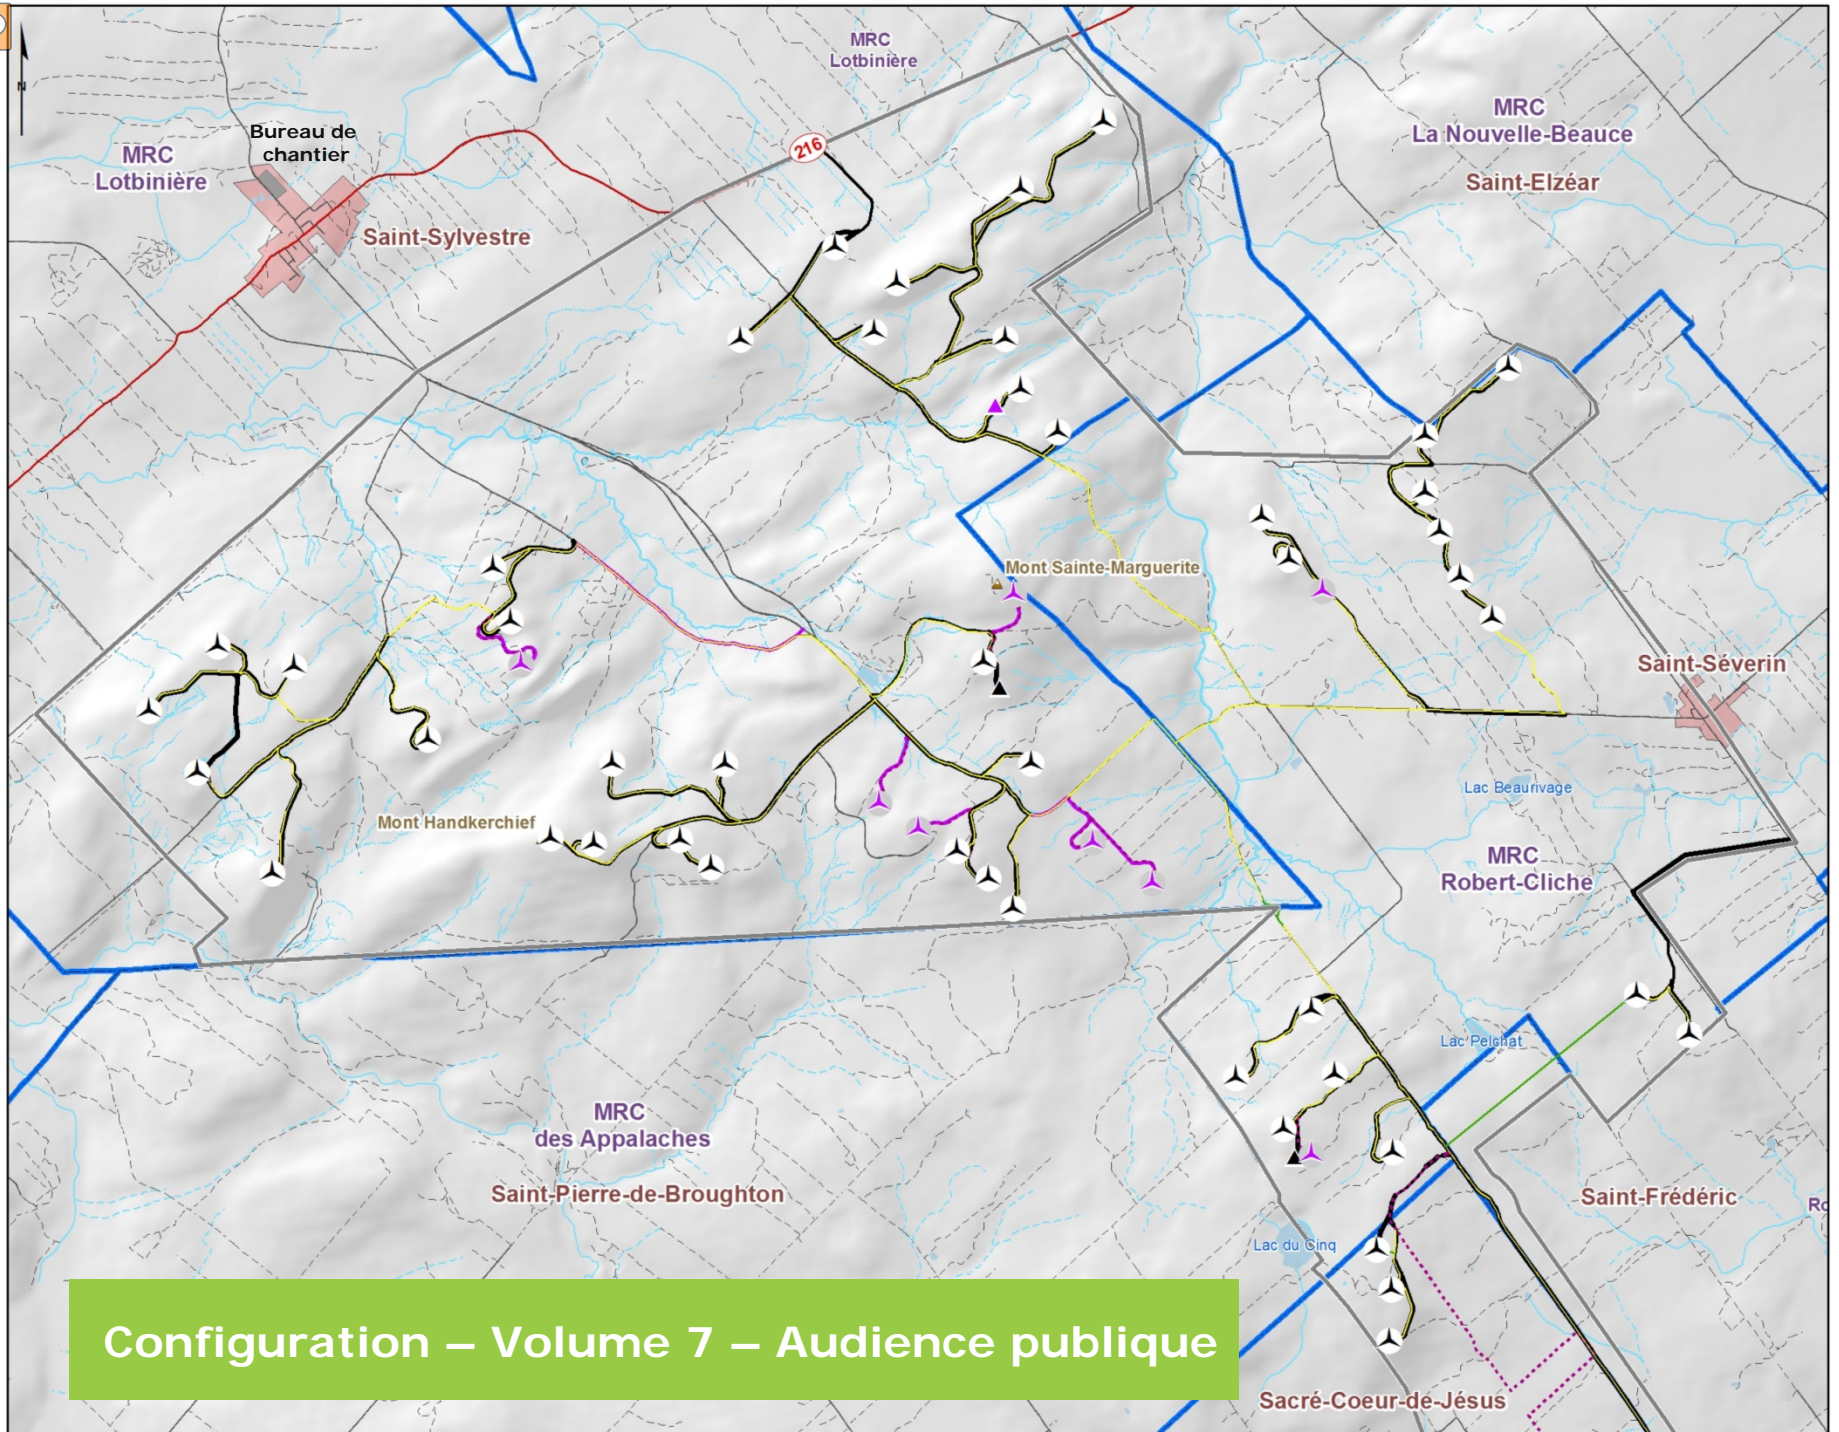 MRC
Lotbinière
N
Bureau de
chantier
MRC
Lotbinière
216
MRC
La Nouvelle-Beauce
Saint-Elzéar
Saint-Sylvestre
Mont Sainte-Marguerite
Saint-Séverin
Lac Beaurivage
Mont Handkerchief
MRC
Robert-Cliche
Lac Pelchat
MRC
des Appalaches
Saint-Pierre-de-Broughton
Saint-Frédéric
Ro
Lac du Cinq
Configuration – Volume 7 – Audience publique
Sacré-Coeur-de-Jésus